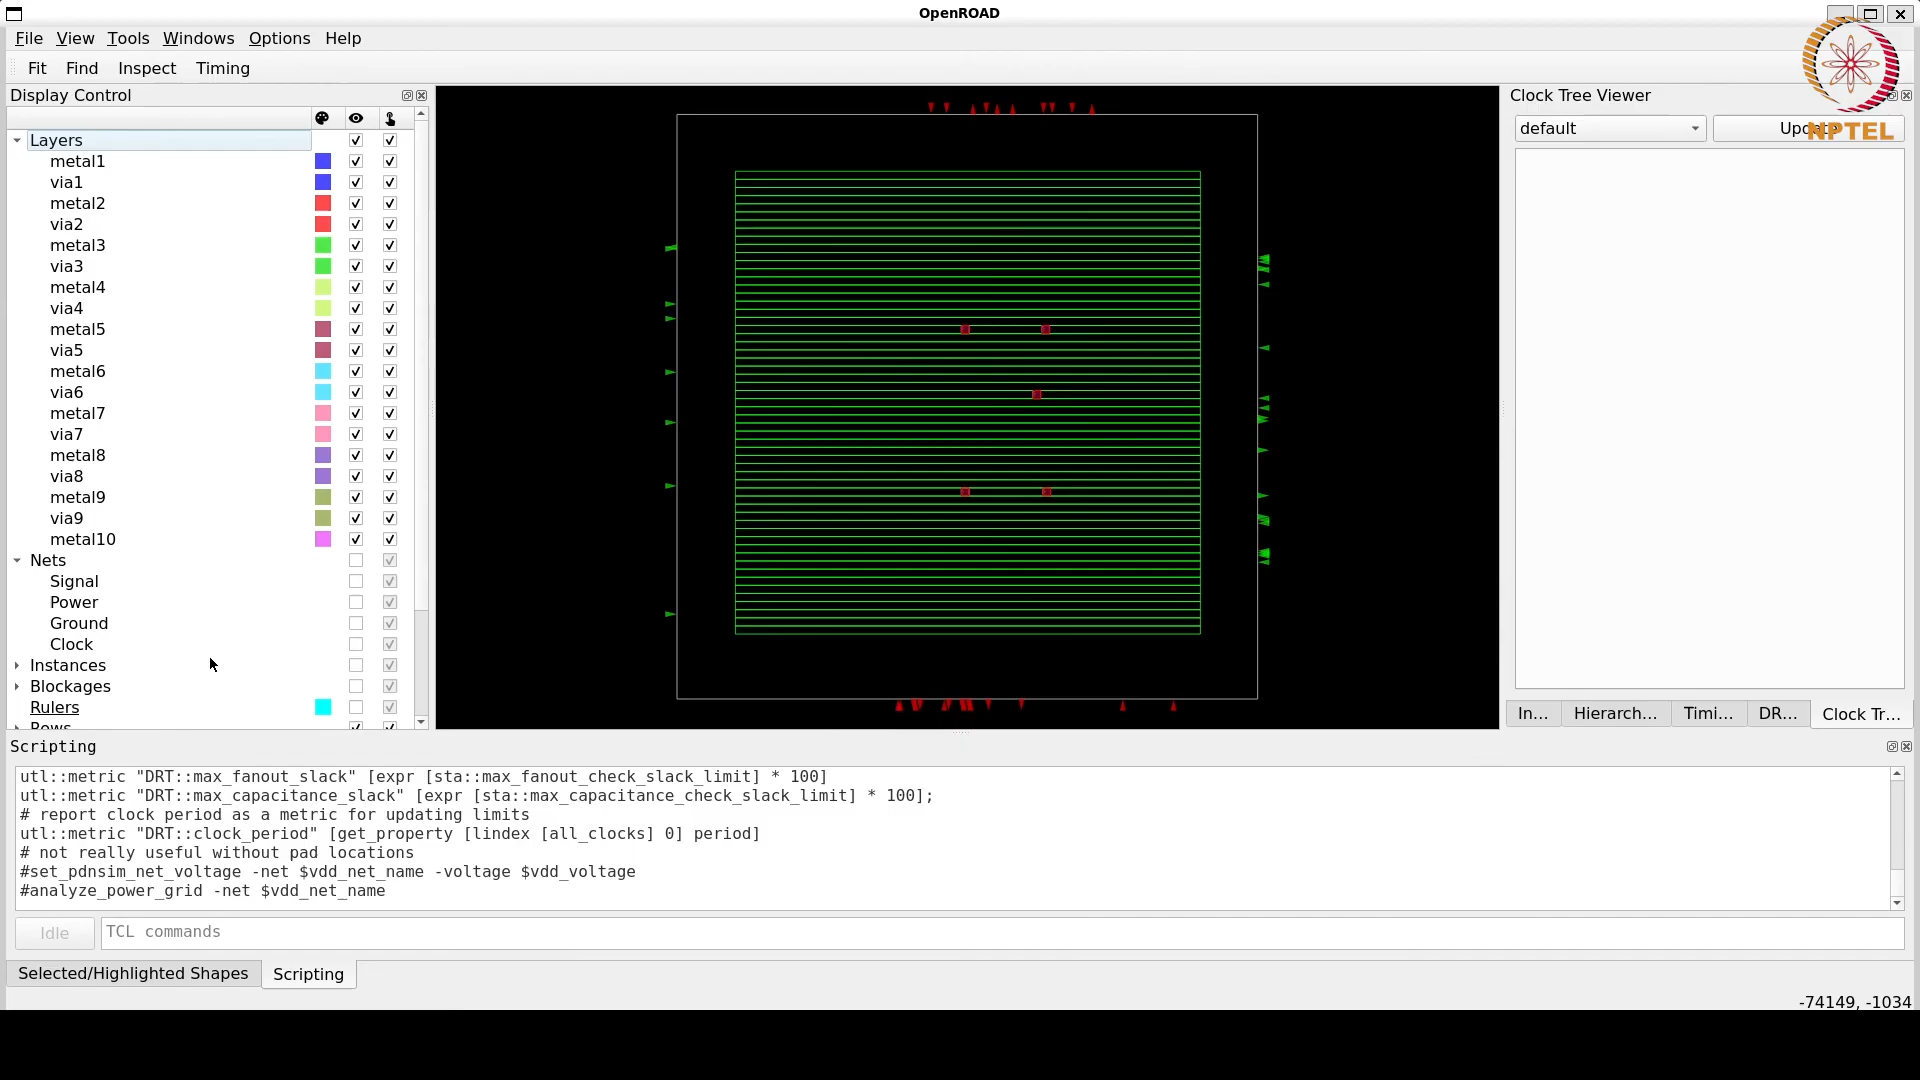 OpenROAD
File View Tools Windows Options Help
Fit Find Inspect Timing
Display Control
Layers
metal1
via1
metal2
via2
metal3
via3
metal4
via4
metal5
via5
metal6
via6
metal7
via7
metal8
via8
metal9
via9
metal10
Nets
Signal
Power
Ground
Clock
Instances
Blockages
Rulers
Rows
Clock Tree Viewer
default
NPTEL
In... Hierarch... Timi... DR... Clock Tr...
Scripting
utl::metric "DRT::max_fanout_slack" [expr [sta::max_fanout_check_slack_limit] * 100]
utl::metric "DRT::max_capacitance_slack" [expr [sta::max_capacitance_check_slack_limit] * 100];
# report clock period as a metric for updating limits
utl::metric "DRT::clock_period" [get_property [lindex [all_clocks] 0] period]
# not really useful without pad locations
#set_pdnsim_net_voltage -net $vdd_net_name -voltage $vdd_voltage
#analyze_power_grid -net $vdd_net_name
Idle
TCL commands
Selected/Highlighted Shapes Scripting
-74149, -1034